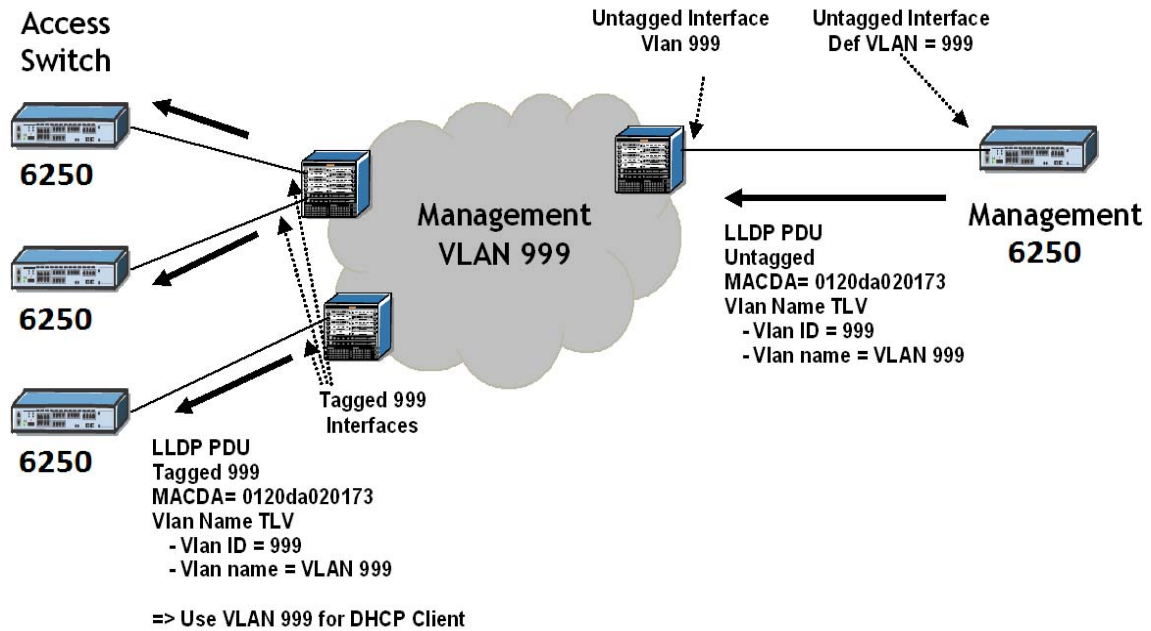 Access
Switch
6250
6250
6250
Untagged Interface
Vlan 999
Untagged Interface
Def VLAN = 999
Management
VLAN 999
Management
6250
LLDP PDU
Untagged
MACDA= 0120da020173
Vlan Name TLV
- Vlan ID = 999
- Vlan name = VLAN 999
Tagged 999
Interfaces
LLDP PDU
Tagged 999
MACDA= 0120da020173
Vlan Name TLV
- Vlan ID = 999
- Vlan name = VLAN 999
=> Use VLAN 999 for DHCP Client